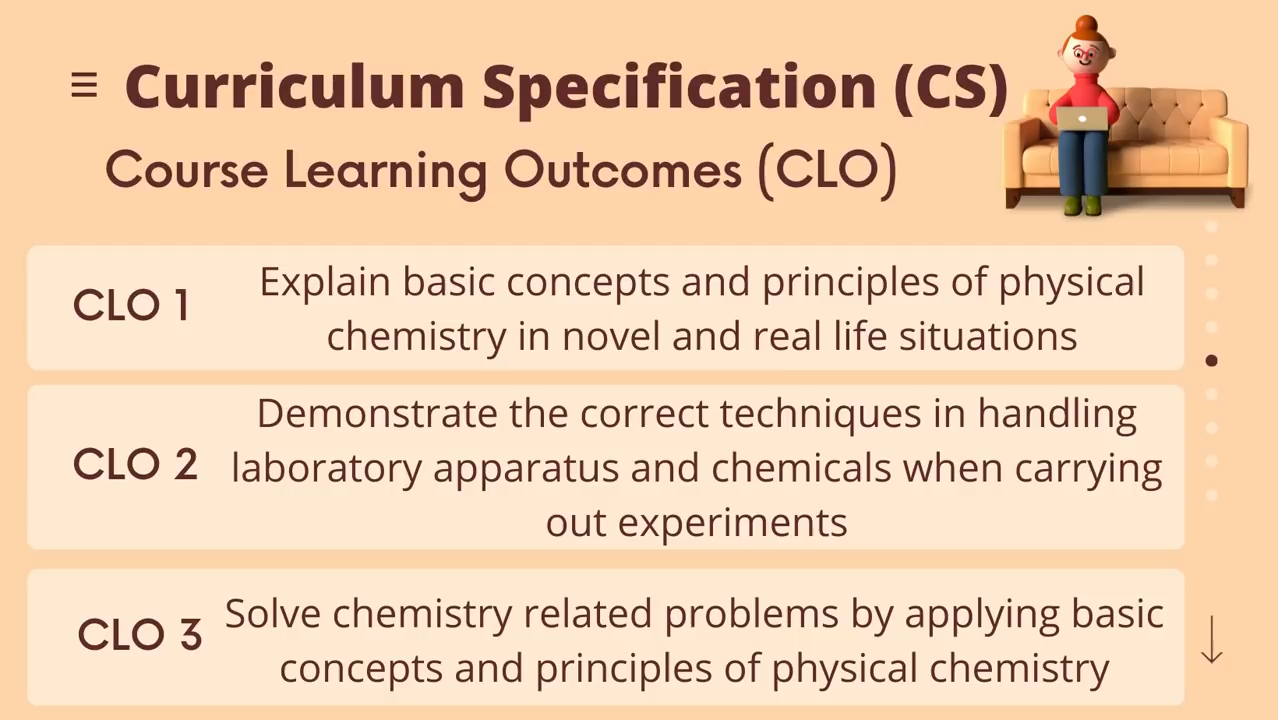 Curriculum Specification (CS)
Course Learning Outcomes (CLO)
CLO 1
Explain basic concepts and principles of physical
chemistry in novel and real life situations
CLO 2
Demonstrate the correct techniques in handling
laboratory apparatus and chemicals when carrying
out experiments
CLO 3
Solve chemistry related problems by applying basic
concepts and principles of physical chemistry